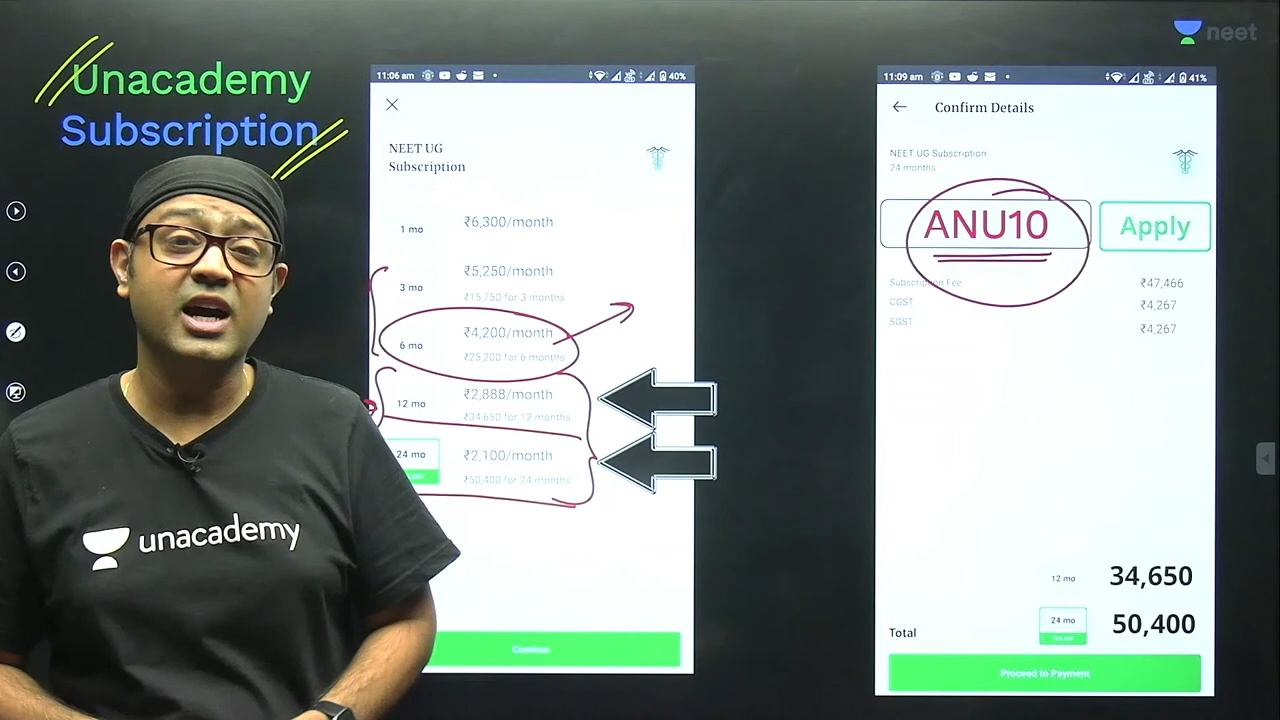 neet
Unacademy
Subscription
11:06 am
40%
NEET UG
Subscription
1 mo
₹6,300/month
3 mo
₹5,250/month
₹15,750 for 3 months
6 mo
₹4,200/month
₹25,200 for 6 months
12 mo
₹2,888/month
₹34,650 for 12 months
24 mo
₹2,100/month
₹50,400 for 24 months
Continue
unacademy
11:09 am
41%
Confirm Details
NEET UG Subscription
24 months
ANU10
Apply
Subscription Fee
₹47,466
CGST
₹4,267
SGST
₹4,267
12 mo
34,650
24 mo
50,400
Total
Proceed to Payment